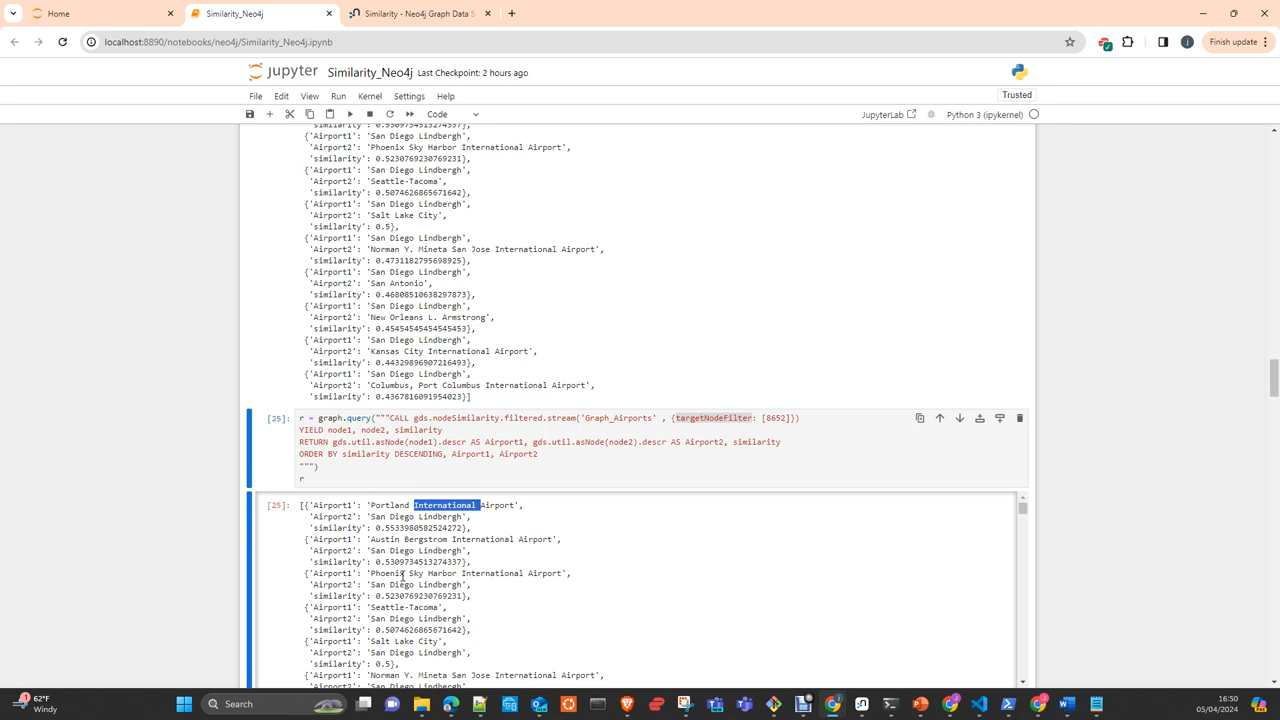 Home
Similarity_Neo4j
Similarity - Neo4j Graph Data S
localhost:8890/notebooks/neo4j/Similarity_Neo4j.ipynb
Finish update
jupyter Similarity_Neo4j Last Checkpoint: 2 hours ago
File Edit View Run Kernel Settings Help
Trusted
Code
JupyterLab
Python 3 (ipykernel)
'similarity': 0.5309734513274337},
{'Airport1': 'San Diego Lindbergh',
'Airport2': 'Phoenix Sky Harbor International Airport',
'similarity': 0.5230769230769231},
{'Airport1': 'San Diego Lindbergh',
'Airport2': 'Seattle-Tacoma',
'similarity': 0.5074626865671642},
{'Airport1': 'San Diego Lindbergh',
'Airport2': 'Salt Lake City',
'similarity': 0.5},
{'Airport1': 'San Diego Lindbergh',
'Airport2': 'Norman Y. Mineta San Jose International Airport',
'similarity': 0.4731182795698925},
{'Airport1': 'San Diego Lindbergh',
'Airport2': 'San Antonio',
'similarity': 0.46808510638297873},
{'Airport1': 'San Diego Lindbergh',
'Airport2': 'New Orleans L. Armstrong',
'similarity': 0.45454545454545453},
{'Airport1': 'San Diego Lindbergh',
'Airport2': 'Kansas City International Airport',
'similarity': 0.44329896907216493},
{'Airport1': 'San Diego Lindbergh',
'Airport2': 'Columbus, Port Columbus International Airport',
'similarity': 0.4367816091954023}]
[25]: r = graph.query("""CALL gds.nodeSimilarity.filtered.stream('Graph_Airports' , {targetNodeFilter: [8652]})
YIELD node1, node2, similarity
RETURN gds.util.asNode(node1).descr AS Airport1, gds.util.asNode(node2).descr AS Airport2, similarity
ORDER BY similarity DESCENDING, Airport1, Airport2
""")
r
[25]: [{'Airport1': 'Portland International Airport',
'Airport2': 'San Diego Lindbergh',
'similarity': 0.5533980582524272},
{'Airport1': 'Austin Bergstrom International Airport',
'Airport2': 'San Diego Lindbergh',
'similarity': 0.5309734513274337},
{'Airport1': 'Phoenix Sky Harbor International Airport',
'Airport2': 'San Diego Lindbergh',
'similarity': 0.5230769230769231},
{'Airport1': 'Seattle-Tacoma',
'Airport2': 'San Diego Lindbergh',
'similarity': 0.5074626865671642},
{'Airport1': 'Salt Lake City',
'Airport2': 'San Diego Lindbergh',
'similarity': 0.5},
{'Airport1': 'Norman Y. Mineta San Jose International Airport',
'Airport2': 'San Diego Lindbergh',
62°F
Windy
Search
16:50
05/04/2024